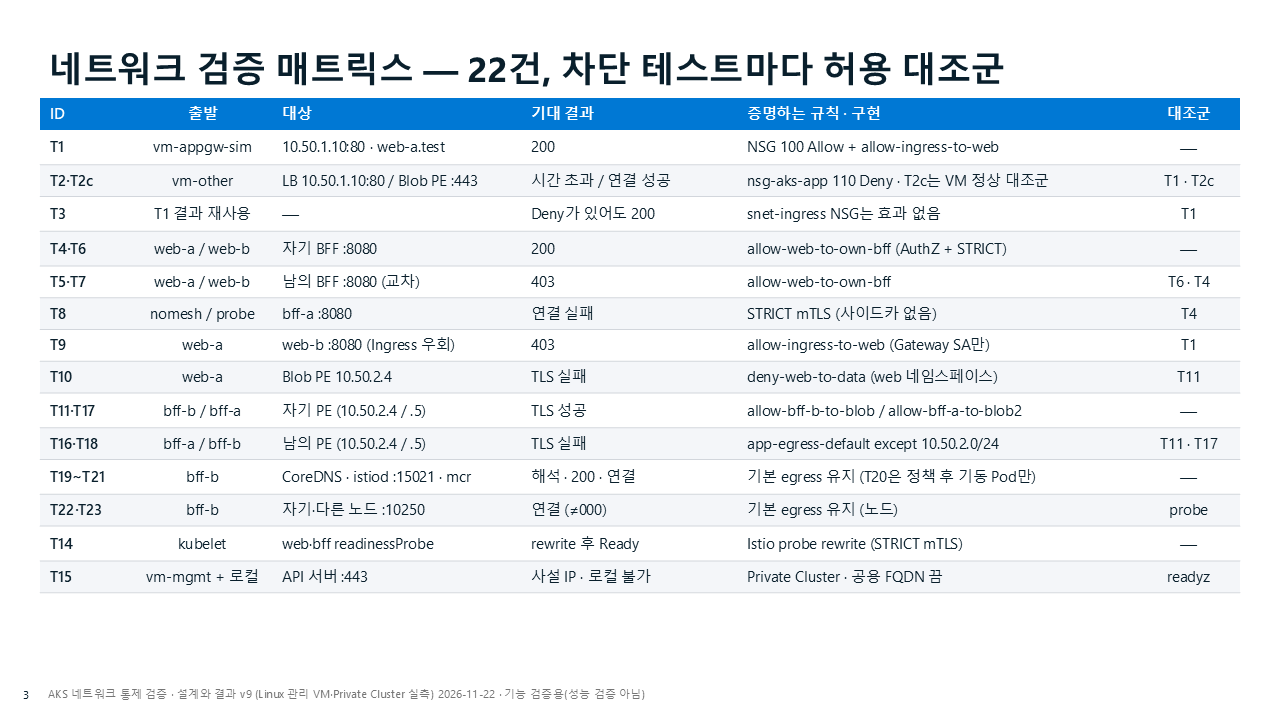 네트워크 검증 매트릭스 — 22건, 차단 테스트마다 허용 대조군
ID 출발 대상 기대 결과 증명하는 규칙 · 구현 대조군
T1 vm-appgw-sim 10.50.1.10:80 · web-a.test 200 NSG 100 Allow + allow-ingress-to-web —
T2·T2c vm-other LB 10.50.1.10:80 / Blob PE :443 시간 초과 / 연결 성공 nsg-aks-app 110 Deny · T2c는 VM 정상 대조군 T1 · T2c
T3 T1 결과 재사용 — Deny가 있어도 200 snet-ingress NSG는 효과 없음 T1
T4·T6 web-a / web-b 자기 BFF :8080 200 allow-web-to-own-bff (AuthZ + STRICT) —
T5·T7 web-a / web-b 남의 BFF :8080 (교차) 403 allow-web-to-own-bff T6 · T4
T8 nomesh / probe bff-a :8080 연결 실패 STRICT mTLS (사이드카 없음) T4
T9 web-a web-b :8080 (Ingress 우회) 403 allow-ingress-to-web (Gateway SA만) T1
T10 web-a Blob PE 10.50.2.4 TLS 실패 deny-web-to-data (web 네임스페이스) T11
T11·T17 bff-b / bff-a 자기 PE (10.50.2.4 / .5) TLS 성공 allow-bff-b-to-blob / allow-bff-a-to-blob2 —
T16·T18 bff-a / bff-b 남의 PE (10.50.2.4 / .5) TLS 실패 app-egress-default except 10.50.2.0/24 T11 · T17
T19~T21 bff-b CoreDNS · istiod :15021 · mcr 해석 · 200 · 연결 기본 egress 유지 (T20은 정책 후 기동 Pod만) —
T22·T23 bff-b 자기·다른 노드 :10250 연결 (≠000) 기본 egress 유지 (노드) probe
T14 kubelet web·bff readinessProbe rewrite 후 Ready Istio probe rewrite (STRICT mTLS) —
T15 vm-mgmt + 로컬 API 서버 :443 사설 IP · 로컬 불가 Private Cluster · 공용 FQDN 끔 readyz
3 AKS 네트워크 통제 검증 · 설계와 결과 v9 (Linux 관리 VM·Private Cluster 실측) 2026-11-22 · 기능 검증용(성능 검증 아님)